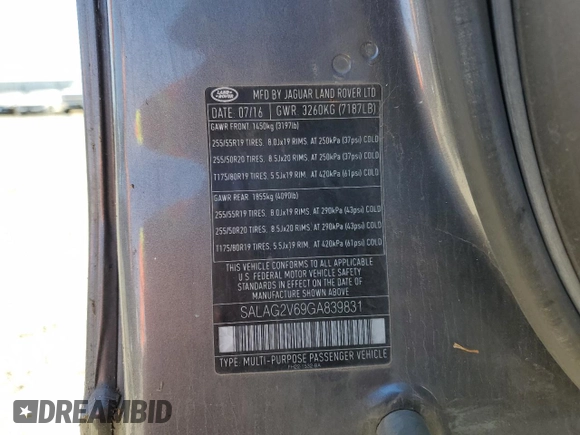 LAND ROVER
MFD BY JAGUAR LAND ROVER LTD
DATE 07/16 GWR 3260KG (7187LB)
GAWR FRONT 1450kg (3197lb)
255/55R19 TIRES. 8.0Jx19 RIMS. AT 250kPa (37psi) COLD
255/50R20 TIRES. 8.5Jx20 RIMS. AT 250kPa (37psi) COLD
T175/80R19 TIRES. 5.5Jx19 RIM. AT 420kPa (61psi) COLD
GAWR REAR 1855kg (4090lb)
255/55R19 TIRES. 8.0Jx19 RIMS. AT 290kPa (43psi) COLD
255/50R20 TIRES. 8.5Jx20 RIMS. AT 290kPa (43psi) COLD
T175/80R19 TIRES. 5.5Jx19 RIM. AT 420kPa (61psi) COLD
THIS VEHICLE CONFORMS TO ALL APPLICABLE
U.S. FEDERAL MOTOR VEHICLE SAFETY
STANDARDS IN EFFECT ON THE DATE OF
MANUFACTURE SHOWN ABOVE
SALAG2V69GA839831
TYPE: MULTI-PURPOSE PASSENGER VEHICLE
DREAMBID